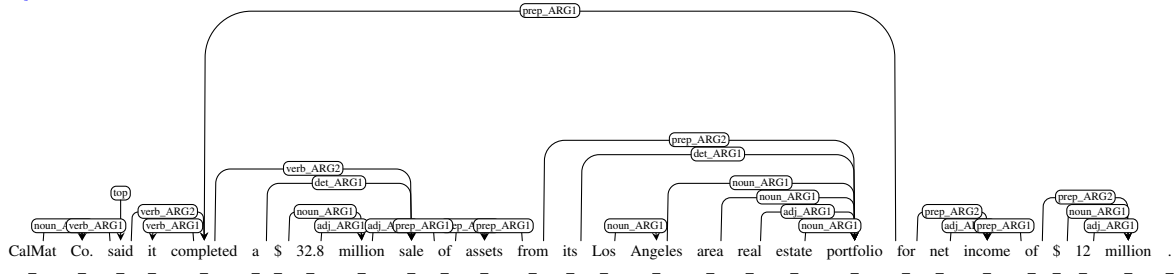 prep_ARG1
prep_ARG2
det_ARG1
verb_ARG2
det_ARG1
noun_ARG1
top
noun_ARG1
prep_ARG2
verb_ARG2
noun_ARG1
adj_ARG1
prep_ARG2
noun_ARG1
verb_ARG1
verb_ARG1
adj_ARG1
prep_ARG1
prep_ARG1
noun_ARG1
noun_ARG1
prep_ARG1
adj_ARG1
CalMat Co. said it completed a $ 32.8 million sale of assets from its Los Angeles area real estate portfolio for net income of $ 12 million .
_ _ _ _ _ _ _ _ _ _ _ _ _ _ _ _ _ _ _ _ _ _ _ _ _ _ _ _